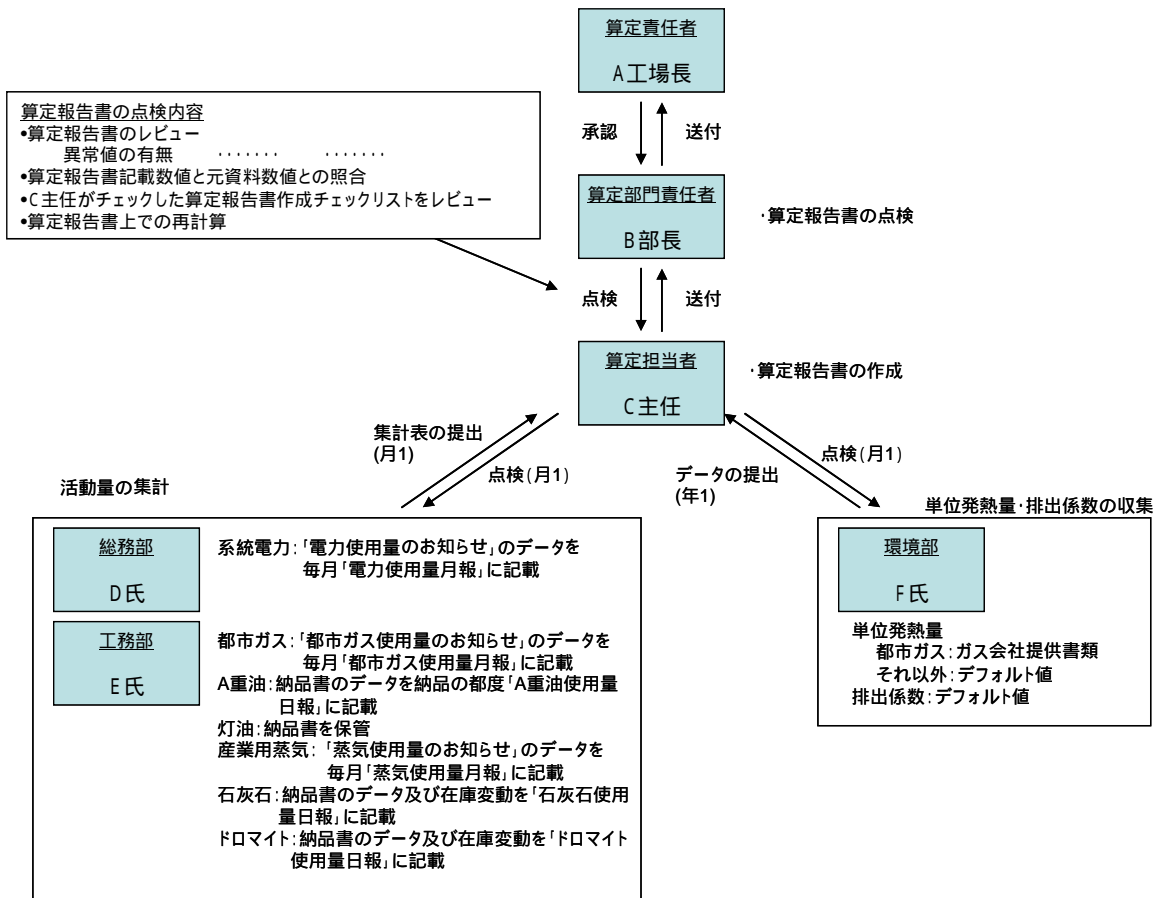 算定責任者
A工場長
承認
送付
算定報告書の点検内容
•算定報告書のレビュー
異常値の有無 ・・・・・・・ ・・・・・・・
•算定報告書記載数値と元資料数値との照合
•C主任がチェックした算定報告書作成チェックリストをレビュー
•算定報告書上での再計算
算定部門責任者
B部長
・算定報告書の点検
点検
送付
算定担当者
C主任
・算定報告書の作成
集計表の提出
(月1)
点検(月1)
点検(月1)
データの提出
(年1)
活動量の集計
総務部
D氏
系統電力:「電力使用量のお知らせ」のデータを
毎月「電力使用量月報」に記載
工務部
E氏
都市ガス:「都市ガス使用量のお知らせ」のデータを
毎月「都市ガス使用量月報」に記載
A重油:納品書のデータを納品の都度「A重油使用量
日報」に記載
灯油:納品書を保管
産業用蒸気:「蒸気使用量のお知らせ」のデータを
毎月「蒸気使用量月報」に記載
石灰石:納品書のデータ及び在庫変動を「石灰石使用
量日報」に記載
ドロマイト:納品書のデータ及び在庫変動を「ドロマイト
使用量日報」に記載
単位発熱量・排出係数の収集
環境部
F氏
単位発熱量
都市ガス:ガス会社提供書類
それ以外:デフォルト値
排出係数:デフォルト値